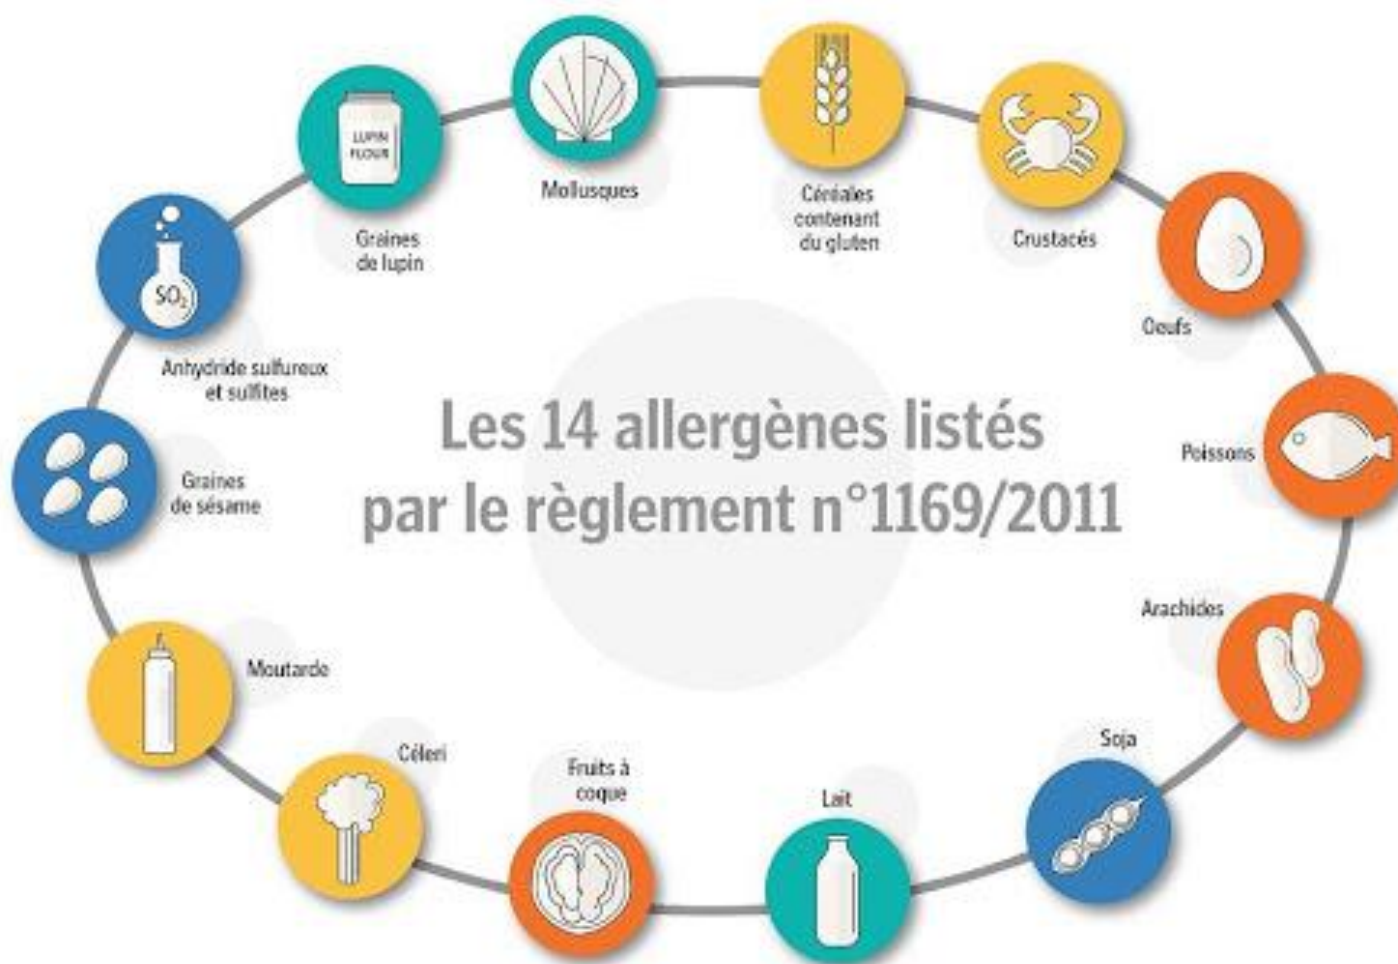 LUPIN
FLOUR
Mollusques
Céréales
contenant
du gluten
Crustacés
Graines
de lupin
SO₂
Oeufs
Anhydride sulfureux
et sulfites
Les 14 allergènes listés
par le règlement n°1169/2011
Poissons
Graines
de sésame
Arachides
Moutarde
Soja
Céleri
Fruits à
coque
Lait